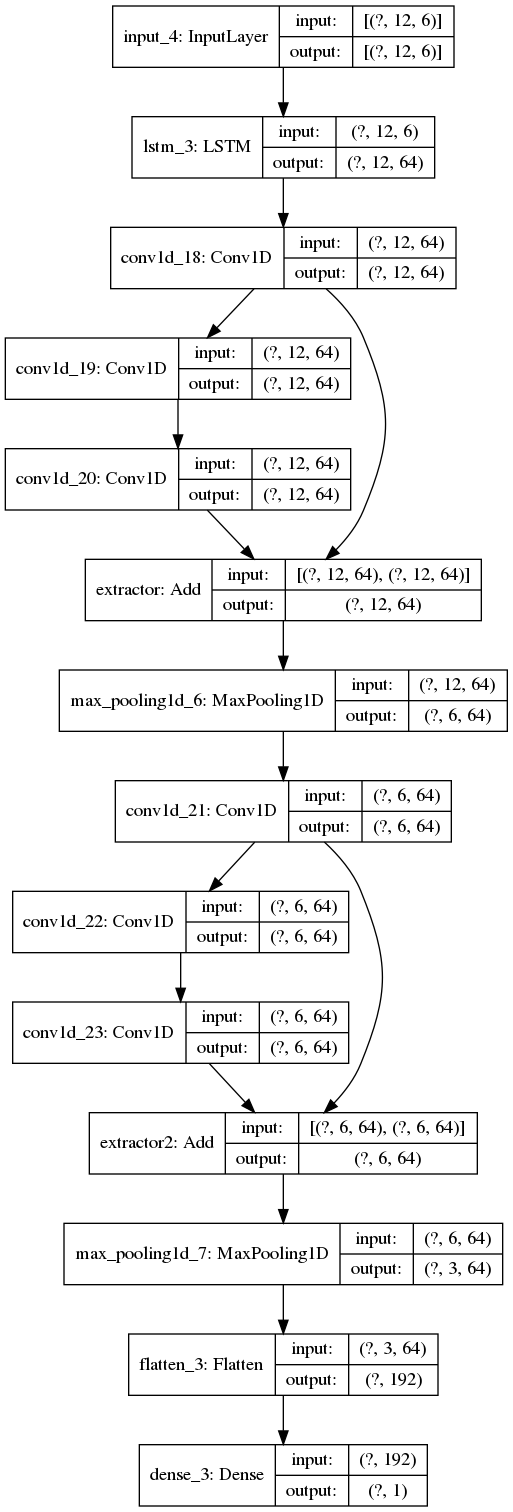 input_4: InputLayer
input: [(?, 12, 6)]
output: [(?, 12, 6)]
lstm_3: LSTM
input: (?, 12, 6)
output: (?, 12, 64)
conv1d_18: Conv1D
input: (?, 12, 64)
output: (?, 12, 64)
conv1d_19: Conv1D
input: (?, 12, 64)
output: (?, 12, 64)
conv1d_20: Conv1D
input: (?, 12, 64)
output: (?, 12, 64)
extractor: Add
input: [(?, 12, 64), (?, 12, 64)]
output: (?, 12, 64)
max_pooling1d_6: MaxPooling1D
input: (?, 12, 64)
output: (?, 6, 64)
conv1d_21: Conv1D
input: (?, 6, 64)
output: (?, 6, 64)
conv1d_22: Conv1D
input: (?, 6, 64)
output: (?, 6, 64)
conv1d_23: Conv1D
input: (?, 6, 64)
output: (?, 6, 64)
extractor2: Add
input: [(?, 6, 64), (?, 6, 64)]
output: (?, 6, 64)
max_pooling1d_7: MaxPooling1D
input: (?, 6, 64)
output: (?, 3, 64)
flatten_3: Flatten
input: (?, 3, 64)
output: (?, 192)
dense_3: Dense
input: (?, 192)
output: (?, 1)